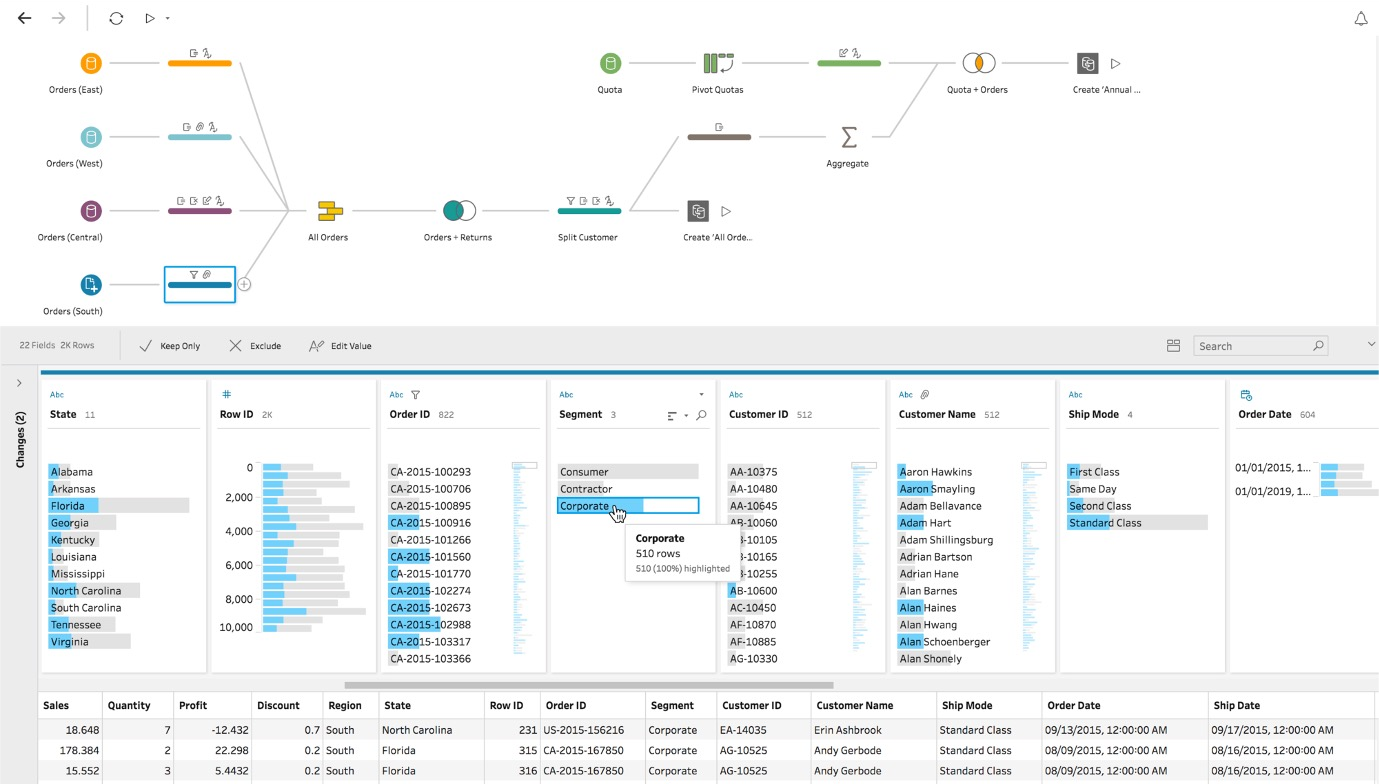 Orders (East)
Quota
Pivot Quotas
Quota + Orders
Create 'Annual ...
Orders (West)
Aggregate
Orders (Central)
All Orders
Orders + Returns
Split Customer
Create 'All Orde...
Orders (South)
22 Fields 2K Rows
Keep Only
Exclude
Edit Value
Search
Changes (2)
Abc
State 11
Alabama
Arkansas
Florida
Georgia
Kentucky
Louisiana
Mississippi
North Carolina
South Carolina
Tennessee
Virginia
#
Row ID 2K
0
2,000
4,000
6,000
8,000
10,000
Abc
Order ID 822
CA-2015-100293
CA-2015-100706
CA-2015-100895
CA-2015-100916
CA-2015-101266
CA-2015-101560
CA-2015-101770
CA-2015-102274
CA-2015-102673
CA-2015-102988
CA-2015-103317
CA-2015-103366
Abc
Segment 3
Consumer
Contractor
Corporate
Corporate
510 rows
510 (100%) highlighted
Abc
Customer ID 512
AA-10375
AA-10480
AA-10645
AB-10060
B-10105
B-10165
B-10255
AB-10600
AC-10450
AF-10870
AF-10885
AG-10330
Abc
Customer Name 512
Aaron Hawkins
Aaron Smayling
Adam Bellavance
Adam Hart
Adam Shillingsburg
Adrian Bartson
Adrian Hane
Alan Barnes
Alan Haines
Alan Hwang
Alan Schoenberger
Alan Shonely
Abc
Ship Mode 4
First Class
Same Day
Second Class
Standard Class
Order Date 604
01/01/2015, 1...
01/01/2019, 1...
Sales Quantity Profit Discount Region State Row ID Order ID Segment Customer ID Customer Name Ship Mode Order Date Ship Date
18.648 7 -12.432 0.7 South North Carolina 231 US-2015-156216 Corporate EA-14035 Erin Ashbrook Standard Class 09/13/2015, 12:00:00 AM 09/17/2015, 12:00:00 AM
178.384 2 22.298 0.2 South Florida 315 CA-2015-167850 Corporate AG-10525 Andy Gerbode Standard Class 08/09/2015, 12:00:00 AM 08/16/2015, 12:00:00 AM
15.552 3 5.4432 0.2 South Florida 316 CA-2015-167850 Corporate AG-10525 Andy Gerbode Standard Class 08/09/2015, 12:00:00 AM 08/16/2015, 12:00:00 AM